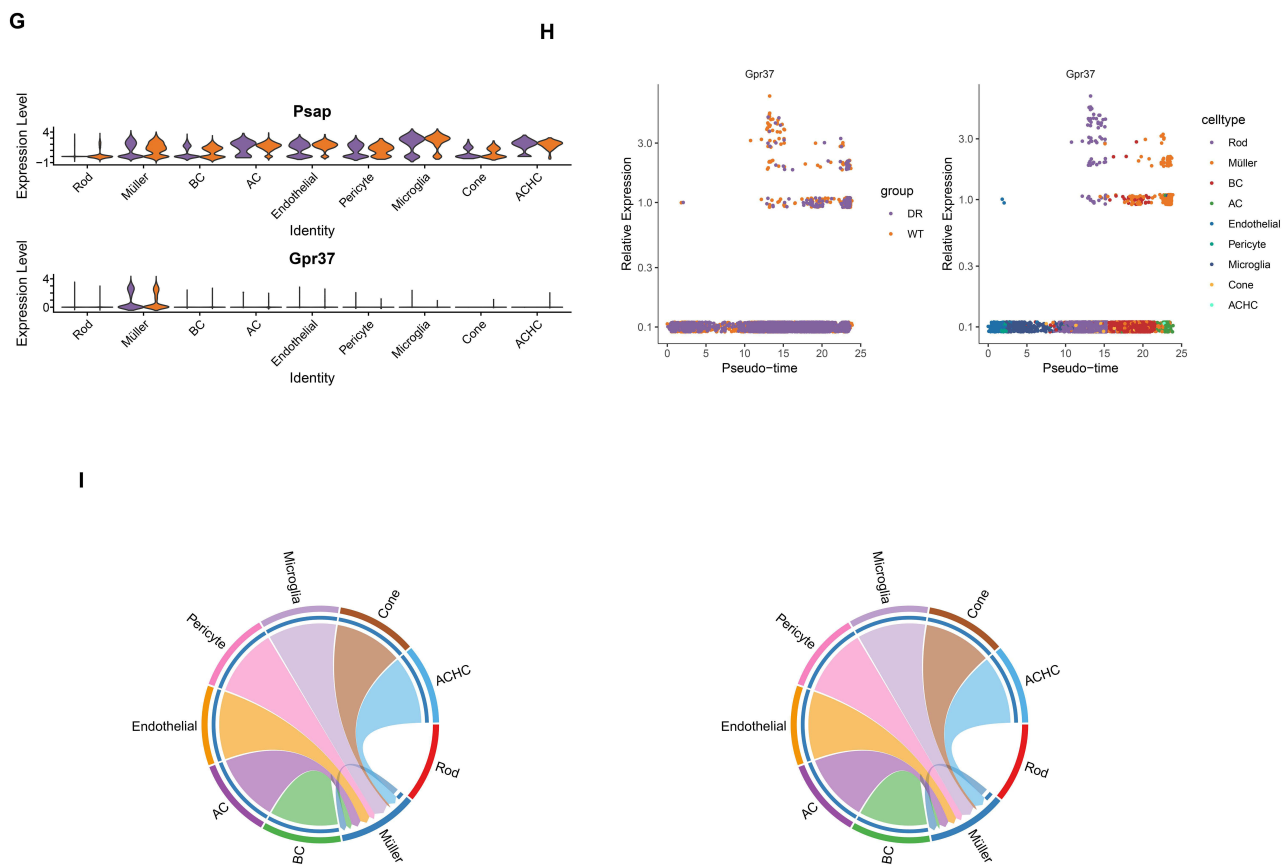 G
H
Psap
Expression Level
4
−1
Rod
Müller
BC
AC
Endothelial
Pericyte
Microglia
Cone
ACHC
Identity
Gpr37
Expression Level
4
0
Rod
Müller
BC
AC
Endothelial
Pericyte
Microglia
Cone
ACHC
Identity
Gpr37
Relative Expression
3.0
1.0
0.3
0.1
0 5 10 15 20 25
Pseudo−time
group
DR
WT
Gpr37
Relative Expression
3.0
1.0
0.3
0.1
0 5 10 15 20 25
Pseudo−time
celltype
Rod
Müller
BC
AC
Endothelial
Pericyte
Microglia
Cone
ACHC
I
Microglia
Cone
Pericyte
ACHC
Endothelial
Rod
AC
Müller
BC
Microglia
Cone
Pericyte
ACHC
Endothelial
Rod
AC
Müller
BC